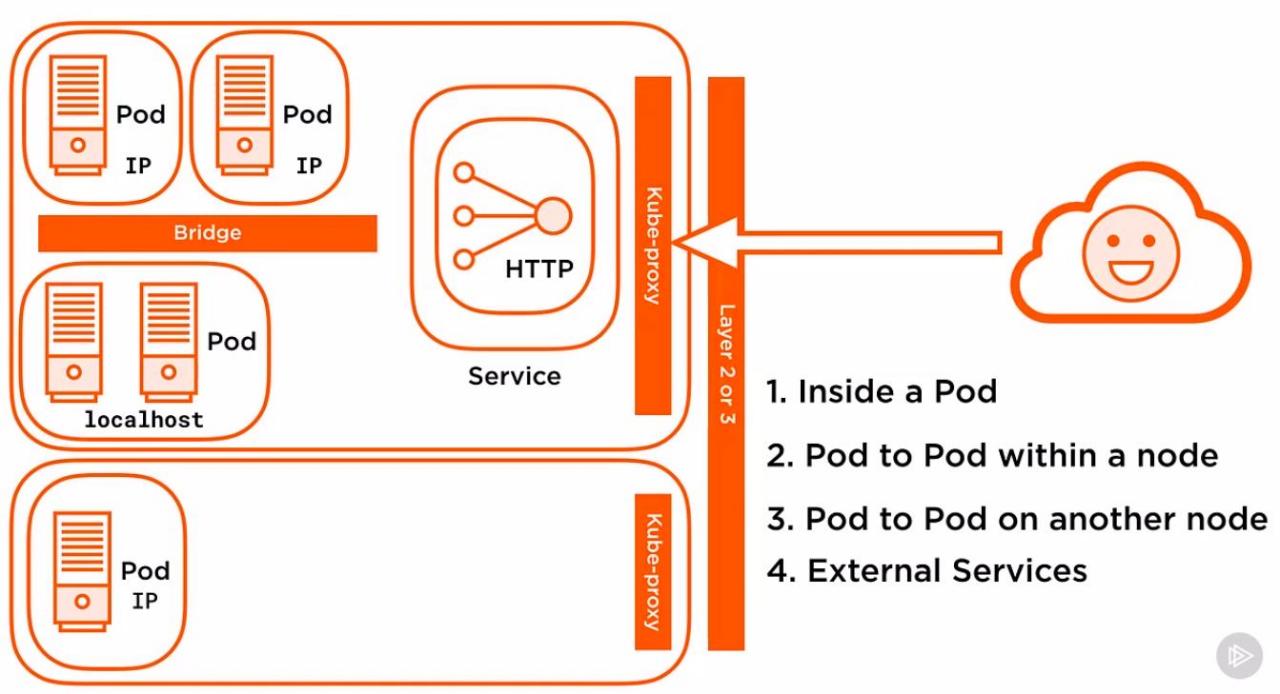 Pod
IP
Pod
IP
Bridge
Pod
localhost
HTTP
Service
Kube-proxy
Layer 2 or 3
Pod
IP
Kube-proxy
1. Inside a Pod
2. Pod to Pod within a node
3. Pod to Pod on another node
4. External Services